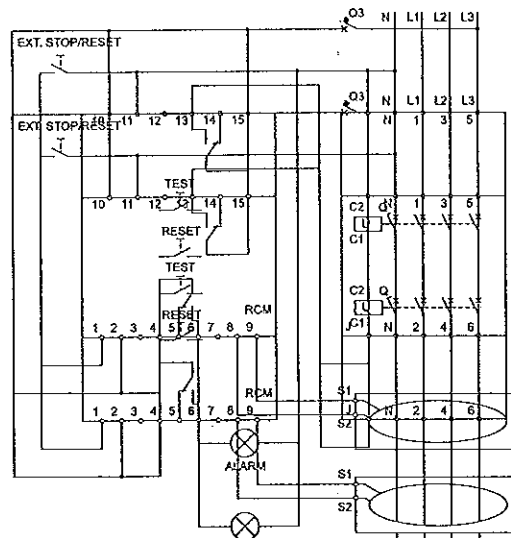 O3 N L1 L2 L3
EXT. STOP/RESET
O3 N L1 L2 L3
10 11 12 13 14 15 N 1 3 5
EXT. STOP/RESET
TEST
10 11 12 13 14 15 N 1 3 5
C2 Q
RESET C1
TEST
C2 Q
RESET RCM C1
1 2 3 4 5 6 7 8 9 J N 2 4 6
RCM S1
1 2 3 4 5 6 7 8 9 J N 2 4 6
S2
ALARM S1
S2